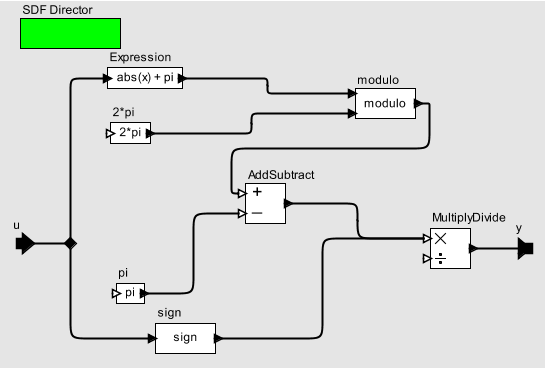 SDF Director
Expression
abs(x) + pi
modulo
modulo
2*pi
2*pi
AddSubtract
+
−
MultiplyDivide
×
÷
u
y
pi
pi
sign
sign